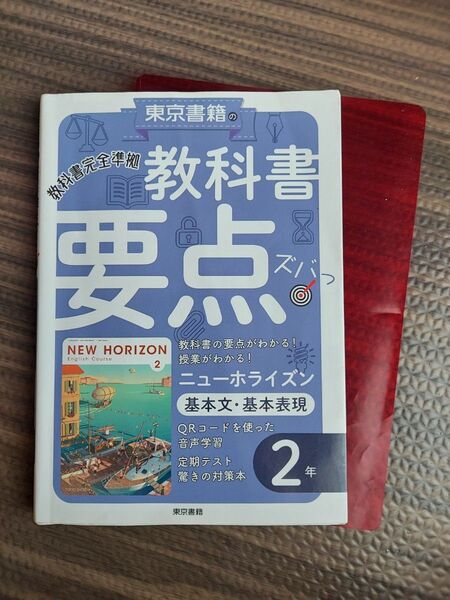 東京書籍の
教科書完全準拠
教科書
要点
ズバっ
NEW HORIZON
English Course
2
教科書の要点がわかる！
授業がわかる！
ニューホライズン
基本文・基本表現
QRコードを使った
音声学習
定期テスト
驚きの対策本
2年
東京書籍